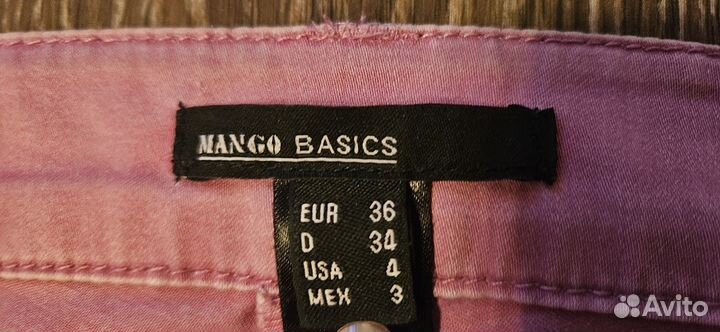 MANGO BASICS
EUR 36
D 34
USA 4
MEX 3
Avito